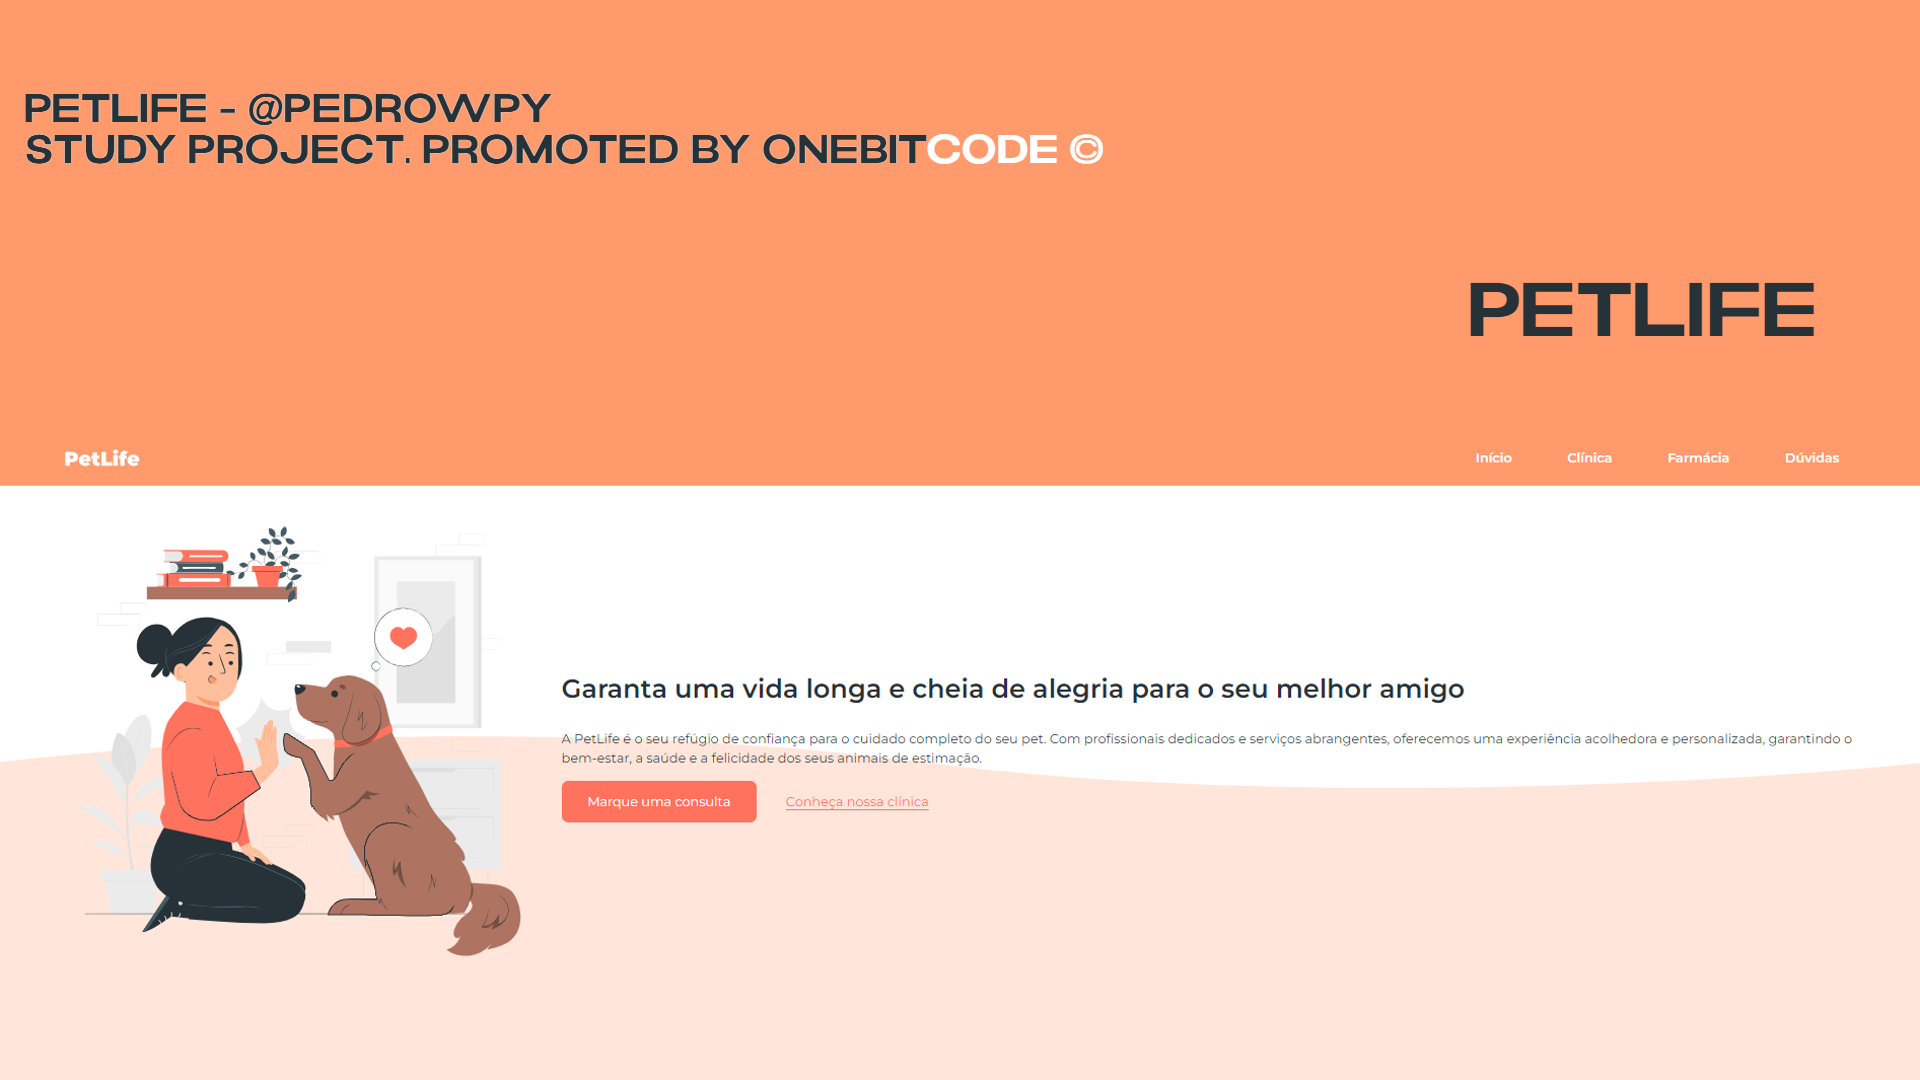 PETLIFE - @PEDROWPY
STUDY PROJECT. PROMOTED BY ONEBITCODE ©
PETLIFE
PetLife
Início Clínica Farmácia Dúvidas
Garanta uma vida longa e cheia de alegria para o seu melhor amigo
A PetLife é o seu refúgio de confiança para o cuidado completo do seu pet. Com profissionais dedicados e serviços abrangentes, oferecemos uma experiência acolhedora e personalizada, garantindo o
bem-estar, a saúde e a felicidade dos seus animais de estimação.
Marque uma consulta Conheça nossa clínica